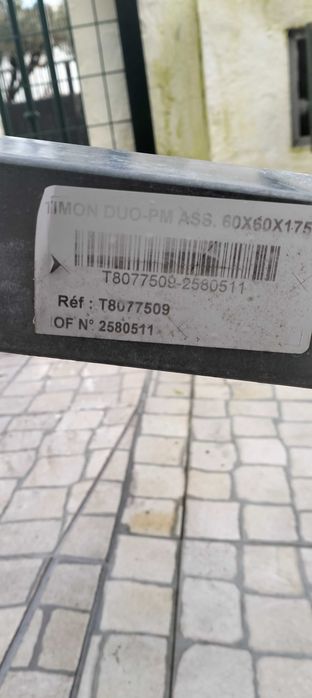 TIMON DUO-PM ASS. 60X60X175
T8077509-2580511
Réf : T8077509
OF N° 2580511